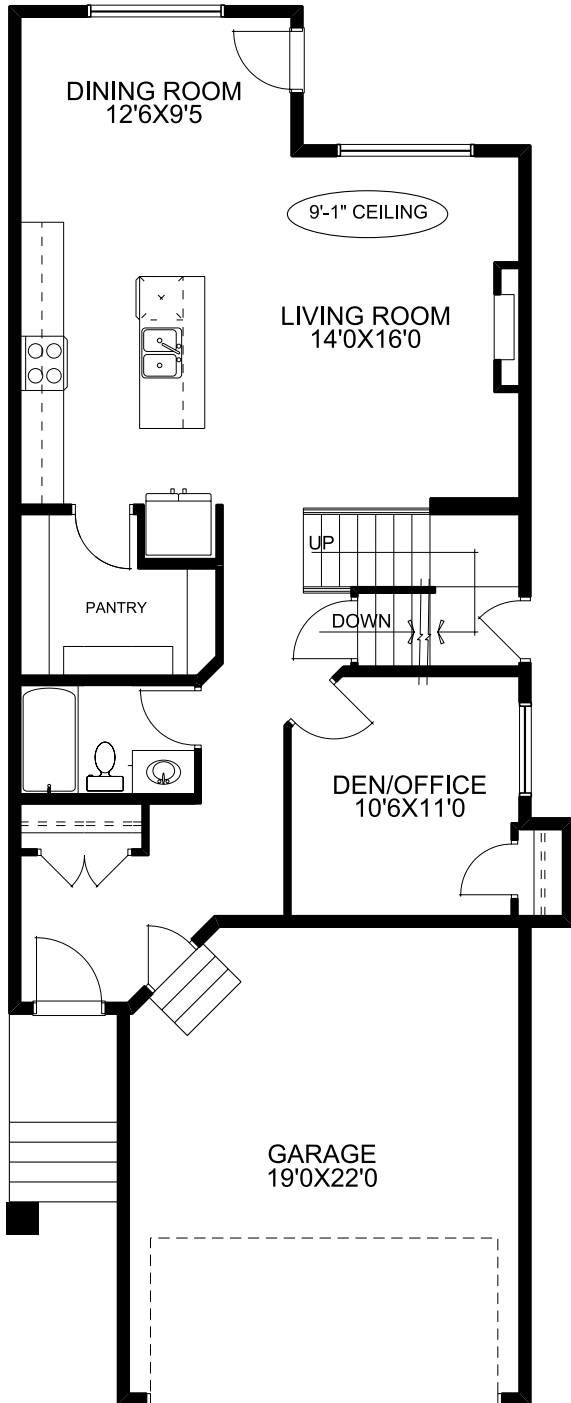 DINING ROOM
12'6X9'5
9'-1" CEILING
LIVING ROOM
14'0X16'0
UP
PANTRY
DOWN
DEN/OFFICE
10'6X11'0
GARAGE
19'0X22'0